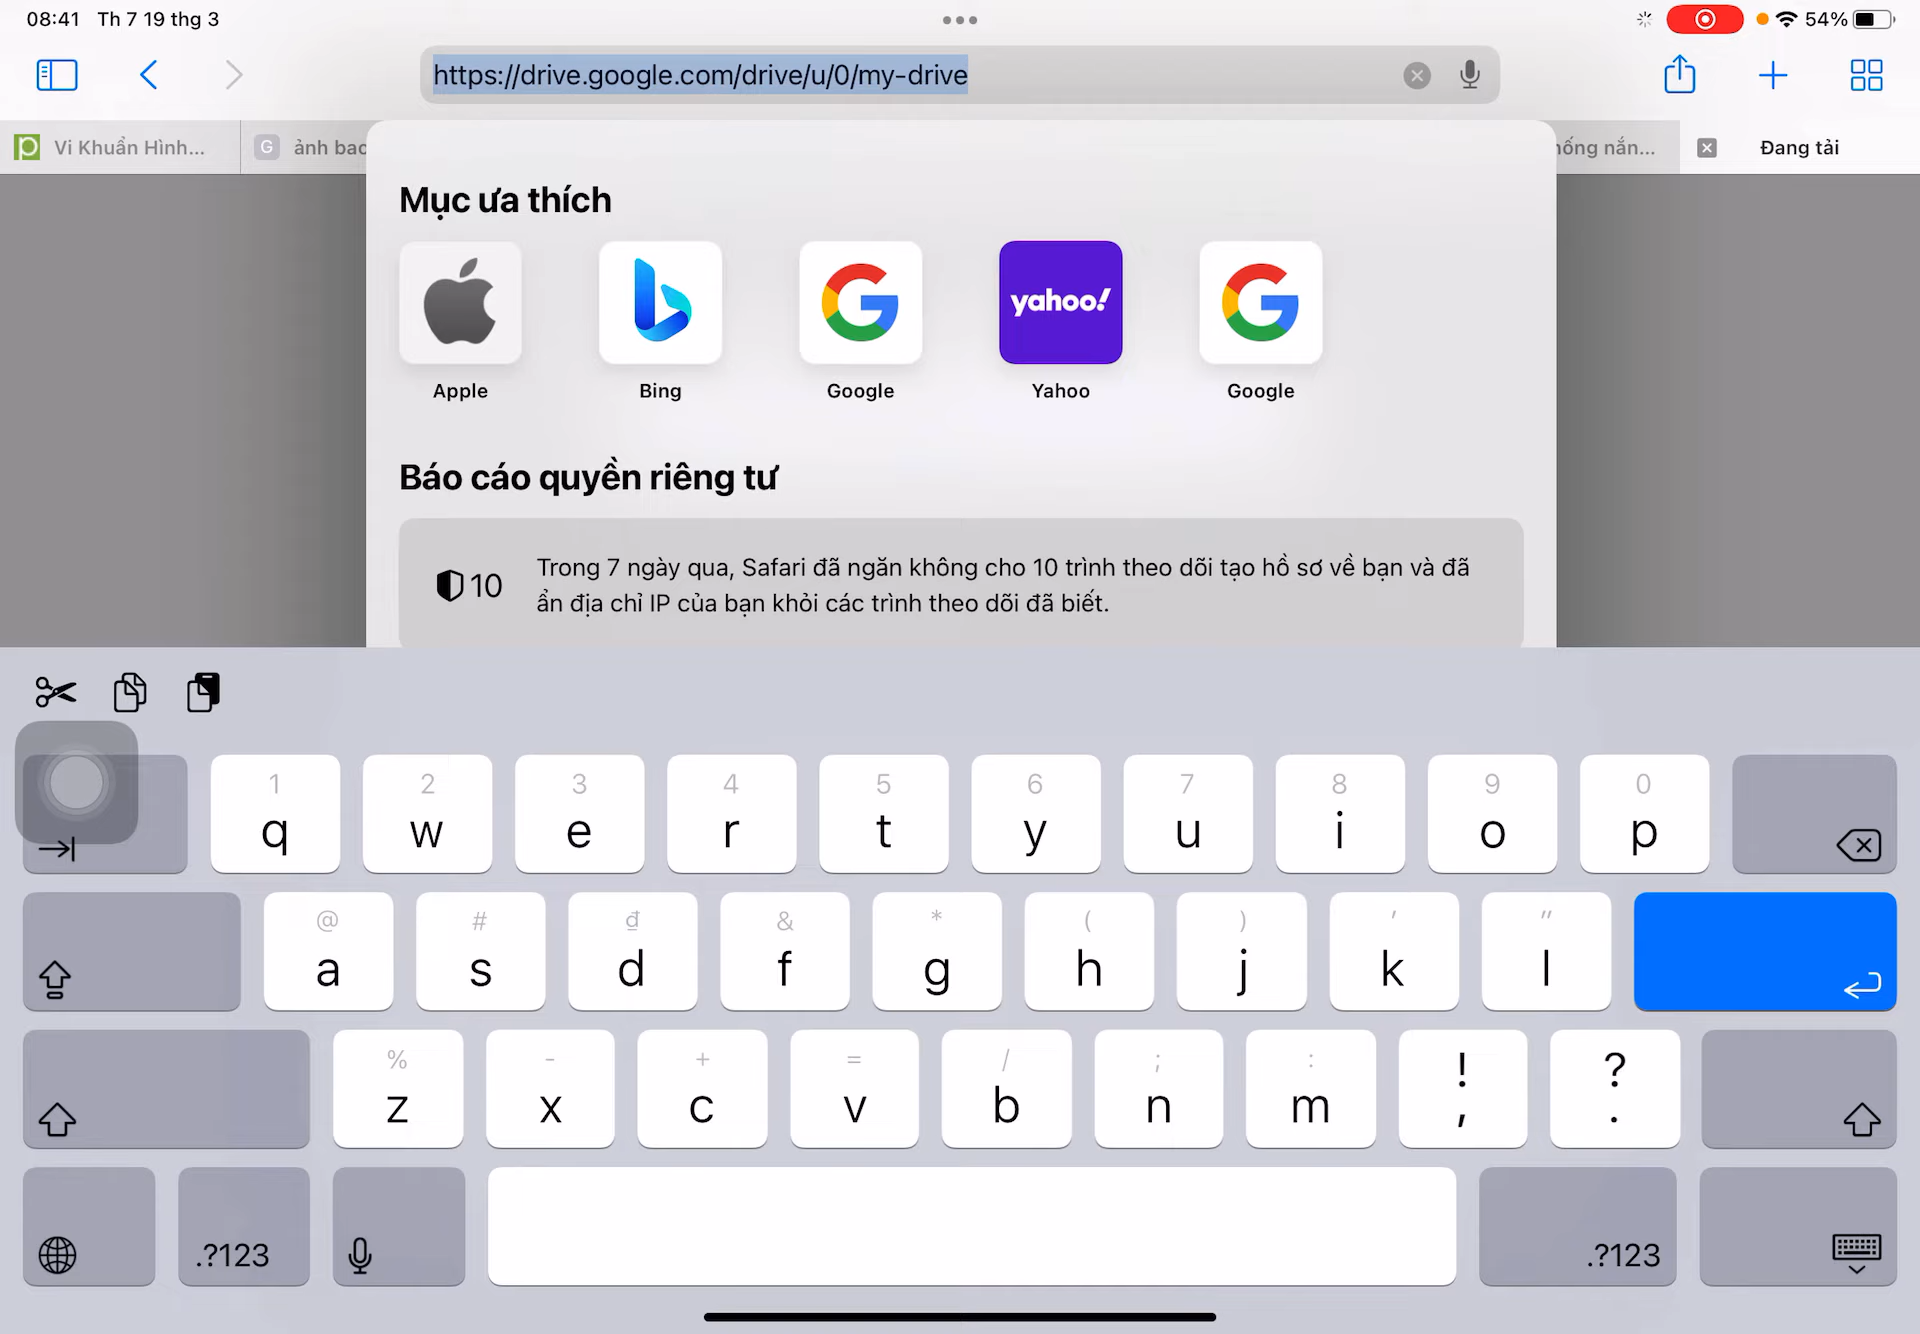 08:41 Th 7 19 thg 3
54%
https://drive.google.com/drive/u/0/my-drive
Vi Khuẩn Hình...
G ảnh bao
hống nắn...
Đang tải
Mục ưa thích
yahoo!
Apple Bing Google Yahoo Google
Báo cáo quyền riêng tư
10
Trong 7 ngày qua, Safari đã ngăn không cho 10 trình theo dõi tạo hồ sơ về bạn và đã
ẩn địa chỉ IP của bạn khỏi các trình theo dõi đã biết.
1 2 3 4 5 6 7 8 9 0
q w e r t y u i o p
@ # ₫ & * ( ) ' "
a s d f g h j k l
% - + = / ; : ! ?
z x c v b n m , .
.?123 .?123